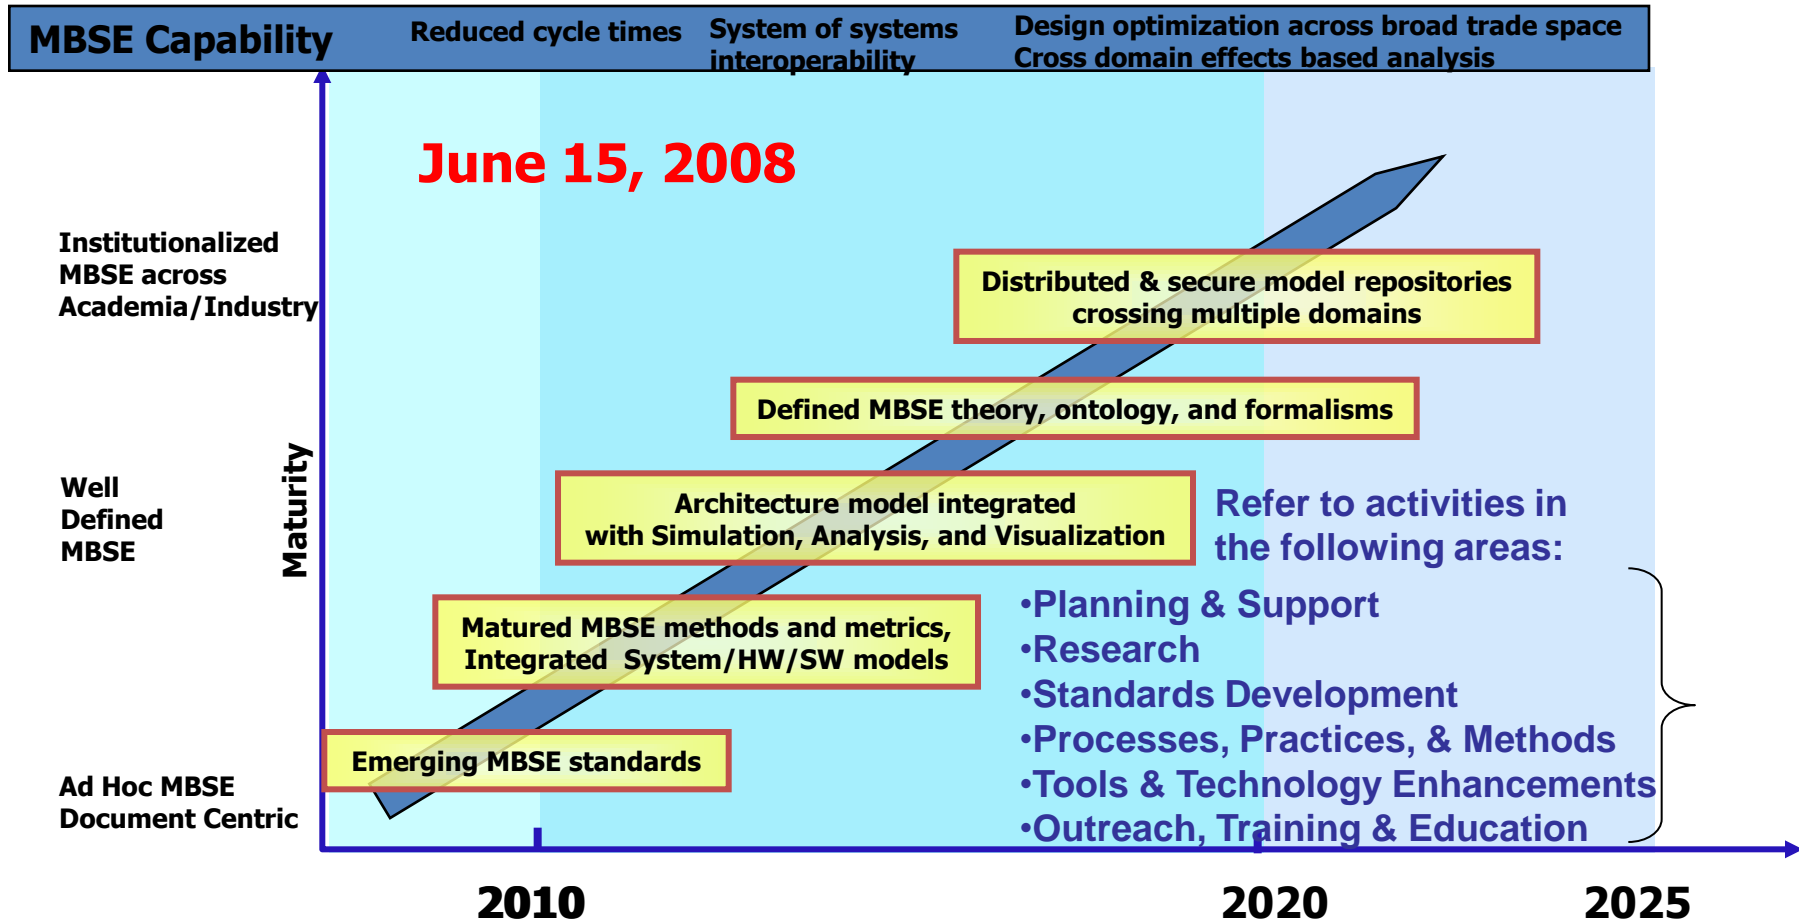 MBSE Capability
Reduced cycle times
System of systems
interoperability
Design optimization across broad trade space
Cross domain effects based analysis
June 15, 2008
Institutionalized
MBSE across
Academia/Industry
Distributed & secure model repositories
crossing multiple domains
Defined MBSE theory, ontology, and formalisms
Maturity
Well
Defined
MBSE
Architecture model integrated
with Simulation, Analysis, and Visualization
Refer to activities in
the following areas:
Matured MBSE methods and metrics,
Integrated System/HW/SW models
•Planning & Support
•Research
•Standards Development
•Processes, Practices, & Methods
•Tools & Technology Enhancements
•Outreach, Training & Education
Emerging MBSE standards
Ad Hoc MBSE
Document Centric
2010
2020
2025